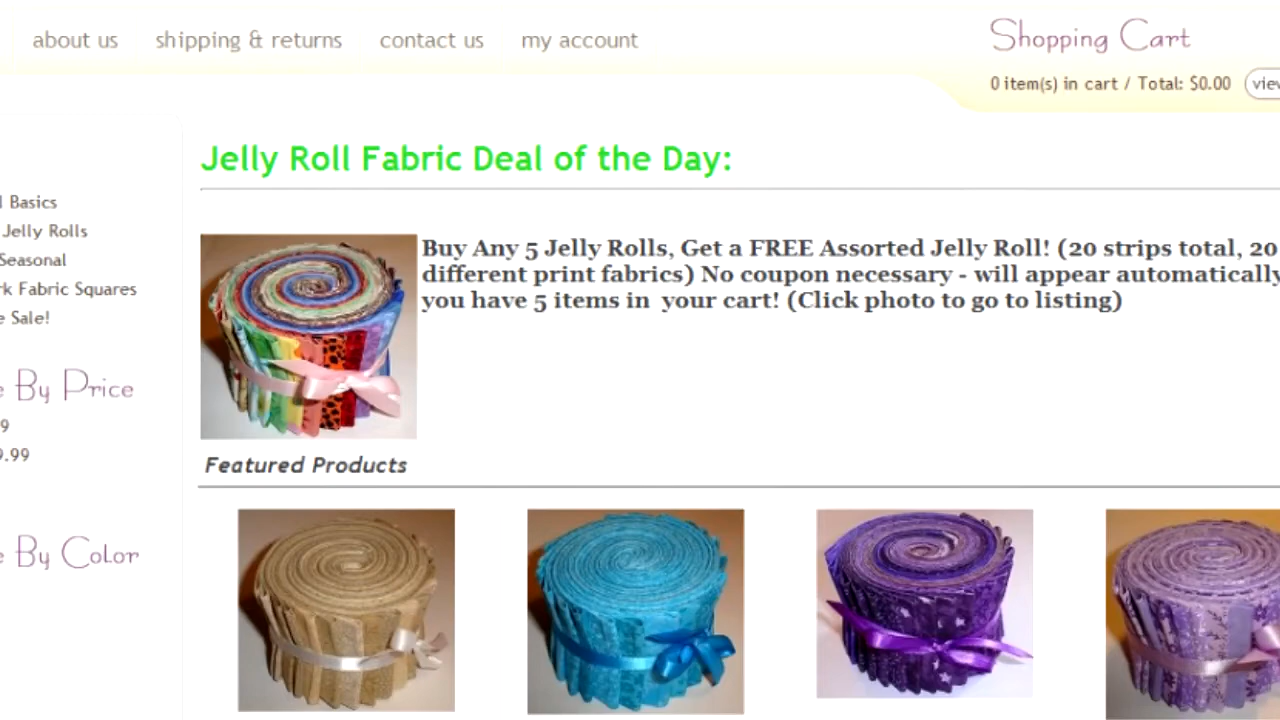 about us shipping & returns contact us my account
Shopping Cart
0 item(s) in cart / Total: $0.00 view
Jelly Roll Fabric Deal of the Day:
Basics
Jelly Rolls
Seasonal
Fabric Squares
Sale!
By Price
9
9.99
By Color
Buy Any 5 Jelly Rolls, Get a FREE Assorted Jelly Roll! (20 strips total, 20
different print fabrics) No coupon necessary - will appear automatically
you have 5 items in your cart! (Click photo to go to listing)
Featured Products